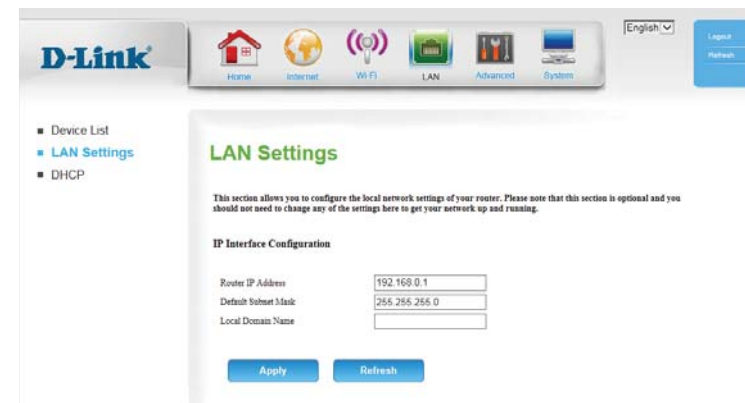 English
Logout
Refresh
D-Link
Home
Internet
Wi-Fi
LAN
Advanced
System
Device List
LAN Settings
DHCP
LAN Settings
This section allows you to configure the local network settings of your router. Please note that this section is optional and you
should not need to change any of the settings here to get your network up and running.
IP Interface Configuration
Router IP Address 192.168.0.1
Default Subnet Mask 255.255.255.0
Local Domain Name
Apply Refresh